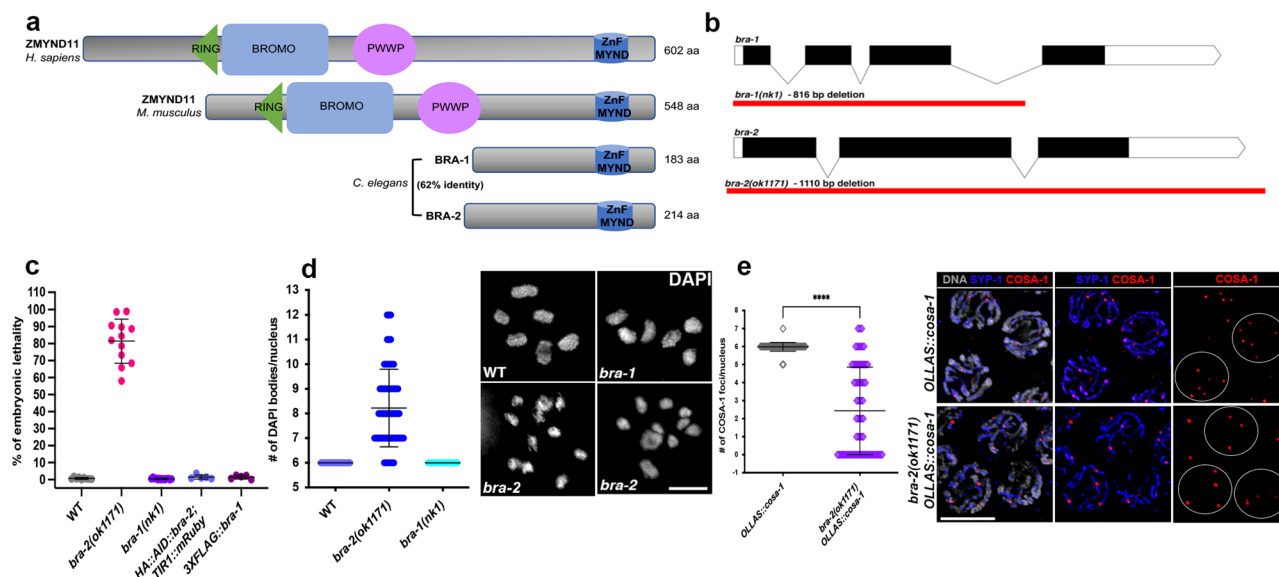 a
ZMYND11
H. sapiens
RING
BROMO
PWWP
ZnF
MYND
602 aa
ZMYND11
M. musculus
RING
BROMO
PWWP
ZnF
MYND
548 aa
BRA-1
ZnF
MYND
183 aa
C. elegans
(62% identity)
BRA-2
ZnF
MYND
214 aa
b
bra-1
bra-1(nk1) - 816 bp deletion
bra-2
bra-2(ok1171) - 1110 bp deletion
c
% of embryonic lethality
110
100
90
80
70
60
50
40
30
20
10
0
WT
bra-2(ok1171)
bra-1(nk1)
HA::AID::bra-2;
TIR1::mRuby
3XFLAG::bra-1
d
# of DAPI bodies/nucleus
13
12
11
10
9
8
7
6
5
WT
bra-2(ok1171)
bra-1(nk1)
DAPI
WT
bra-1
bra-2
bra-2
e
# of COSA-1 foci/nucleus
9
8
7
6
5
4
3
2
1
0
-1
****
OLLAS::cosa-1
bra-2(ok1171)
OLLAS::cosa-1
DNA SYP-1 COSA-1
SYP-1 COSA-1
COSA-1
OLLAS::cosa-1
bra-2(ok1171)
OLLAS::cosa-1